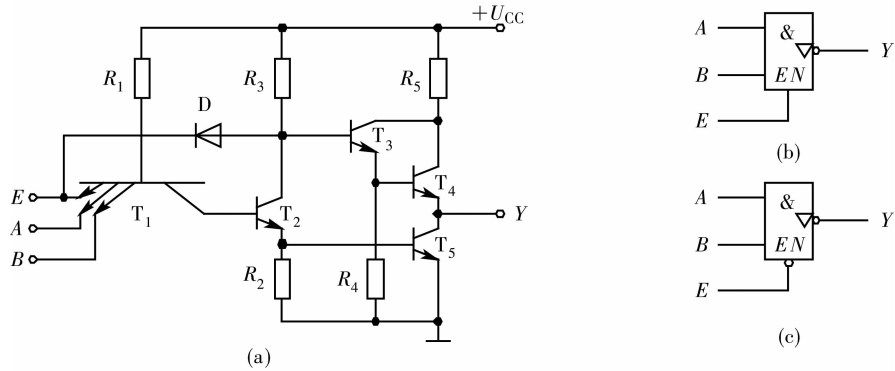 +U_CC
R_1
R_3
R_5
D
T_3
E
A
B
T_1
T_2
T_4
Y
T_5
R_2
R_4
(a)
A
&
B
EN
Y
E
(b)
A
&
B
EN
Y
E
(c)